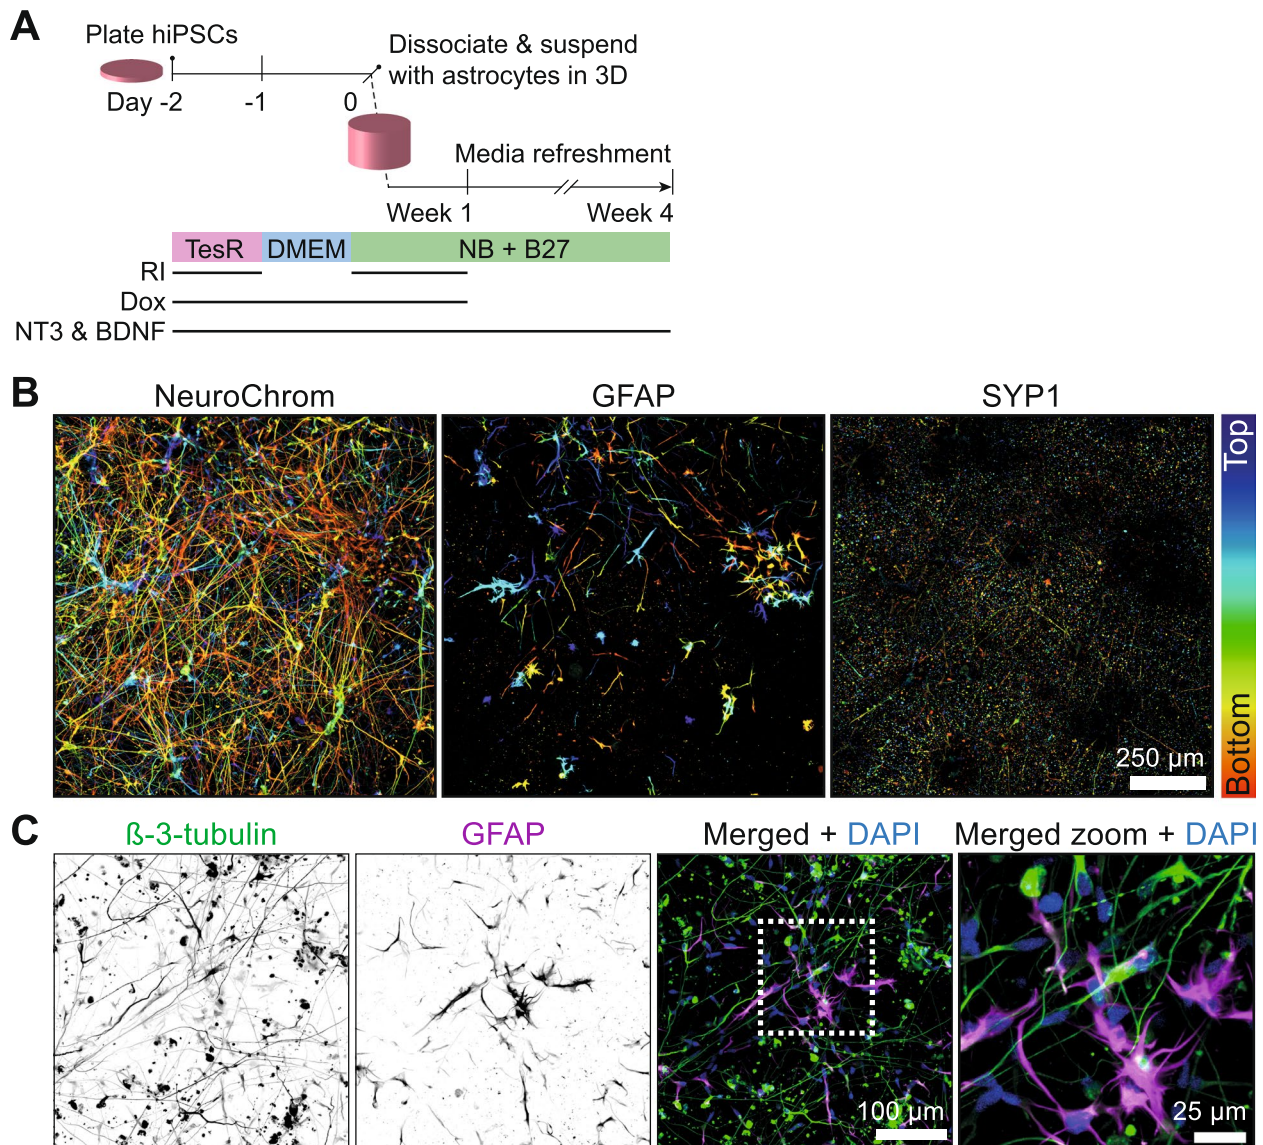 A
Plate hiPSCs
Dissociate & suspend
with astrocytes in 3D
Day -2
-1
0
Media refreshment
Week 1
Week 4
TesR
DMEM
NB + B27
RI
Dox
NT3 & BDNF
B
NeuroChrom
GFAP
SYP1
Top
Bottom
250 µm
C
ß-3-tubulin
GFAP
Merged + DAPI
Merged zoom + DAPI
100 µm
25 µm